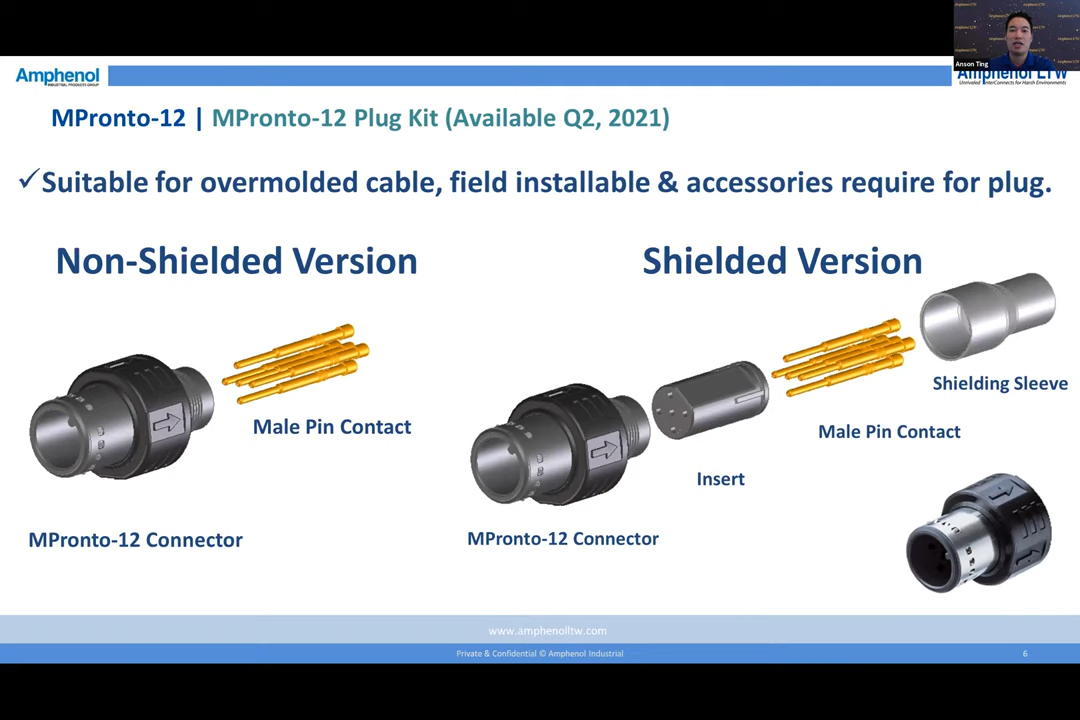 Anson Ting
Amphenol
INDUSTRIAL PRODUCTS GROUP
Amphenol LTW
Unrivaled InterConnects for Harsh Environments
MPronto-12 | MPronto-12 Plug Kit (Available Q2, 2021)
✓Suitable for overmolded cable, field installable & accessories require for plug.
Non-Shielded Version
Shielded Version
Shielding Sleeve
Male Pin Contact
Male Pin Contact
Insert
MPronto-12 Connector
MPronto-12 Connector
www.amphenolltw.com
Private & Confidential © Amphenol Industrial
6